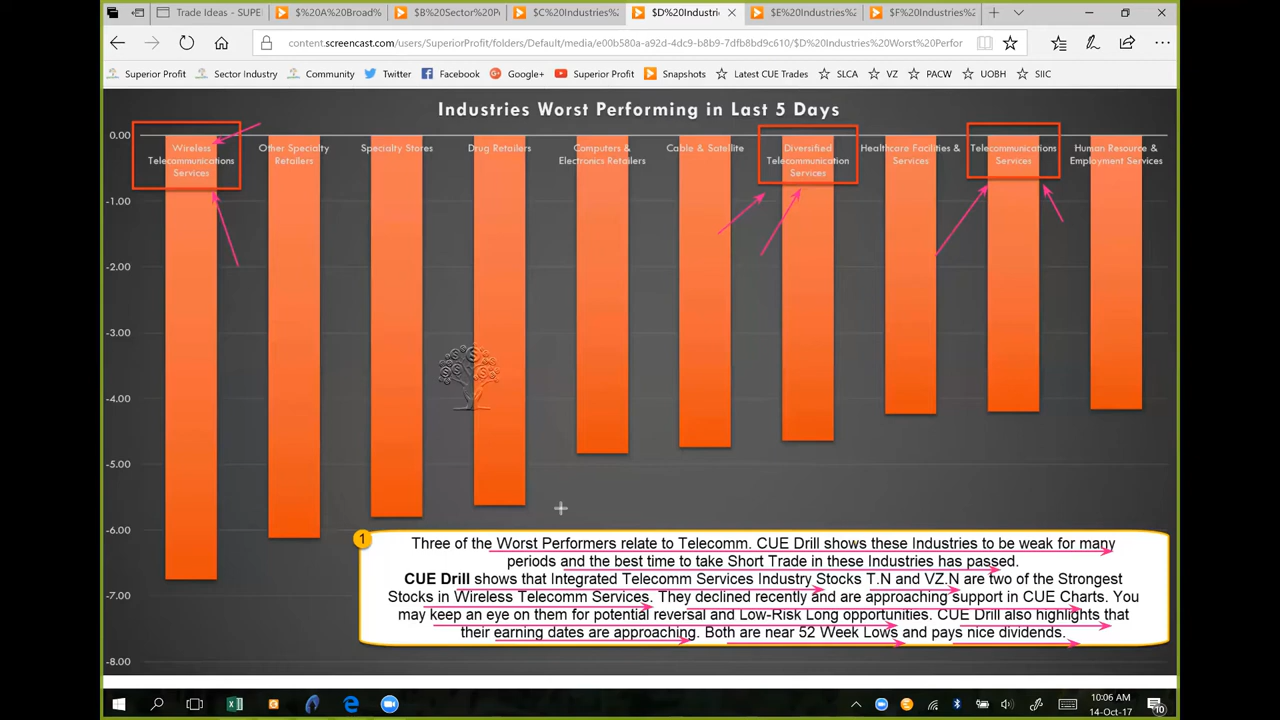 Trade Ideas - SUPE
$%20A%20Broad%
$B%20Sector%20P
$C%20Industries%
$D%20Industri
$E%20Industries%2
$F%20Industries%2
content.screencast.com/users/SuperiorProfit/folders/Default/media/e00b580a-a92d-4dc9-b8b9-7dfb8bd9c610/$D%20Industries%20Worst%20Perfor
Superior Profit
Sector Industry
Community
Twitter
Facebook
Google+
Superior Profit
Snapshots
Latest CUE Trades
SLCA
VZ
PACW
UOBH
SIIC
Industries Worst Performing in Last 5 Days
0.00
-1.00
-2.00
-3.00
-4.00
-5.00
-6.00
-7.00
-8.00
Wireless
Telecommunications
Services
Other Specialty
Retailers
Specialty Stores
Drug Retailers
Computers &
Electronics Retailers
Cable & Satellite
Diversified
Telecommunication
Services
Healthcare Facilities &
Services
Telecommunications
Services
Human Resource &
Employment Services
1
Three of the Worst Performers relate to Telecomm. CUE Drill shows these Industries to be weak for many
periods and the best time to take Short Trade in these Industries has passed.
CUE Drill shows that Integrated Telecomm Services Industry Stocks T.N and VZ.N are two of the Strongest
Stocks in Wireless Telecomm Services. They declined recently and are approaching support in CUE Charts. You
may keep an eye on them for potential reversal and Low-Risk Long opportunities. CUE Drill also highlights that
their earning dates are approaching. Both are near 52 Week Lows and pays nice dividends.
10:06 AM
14-Oct-17
10